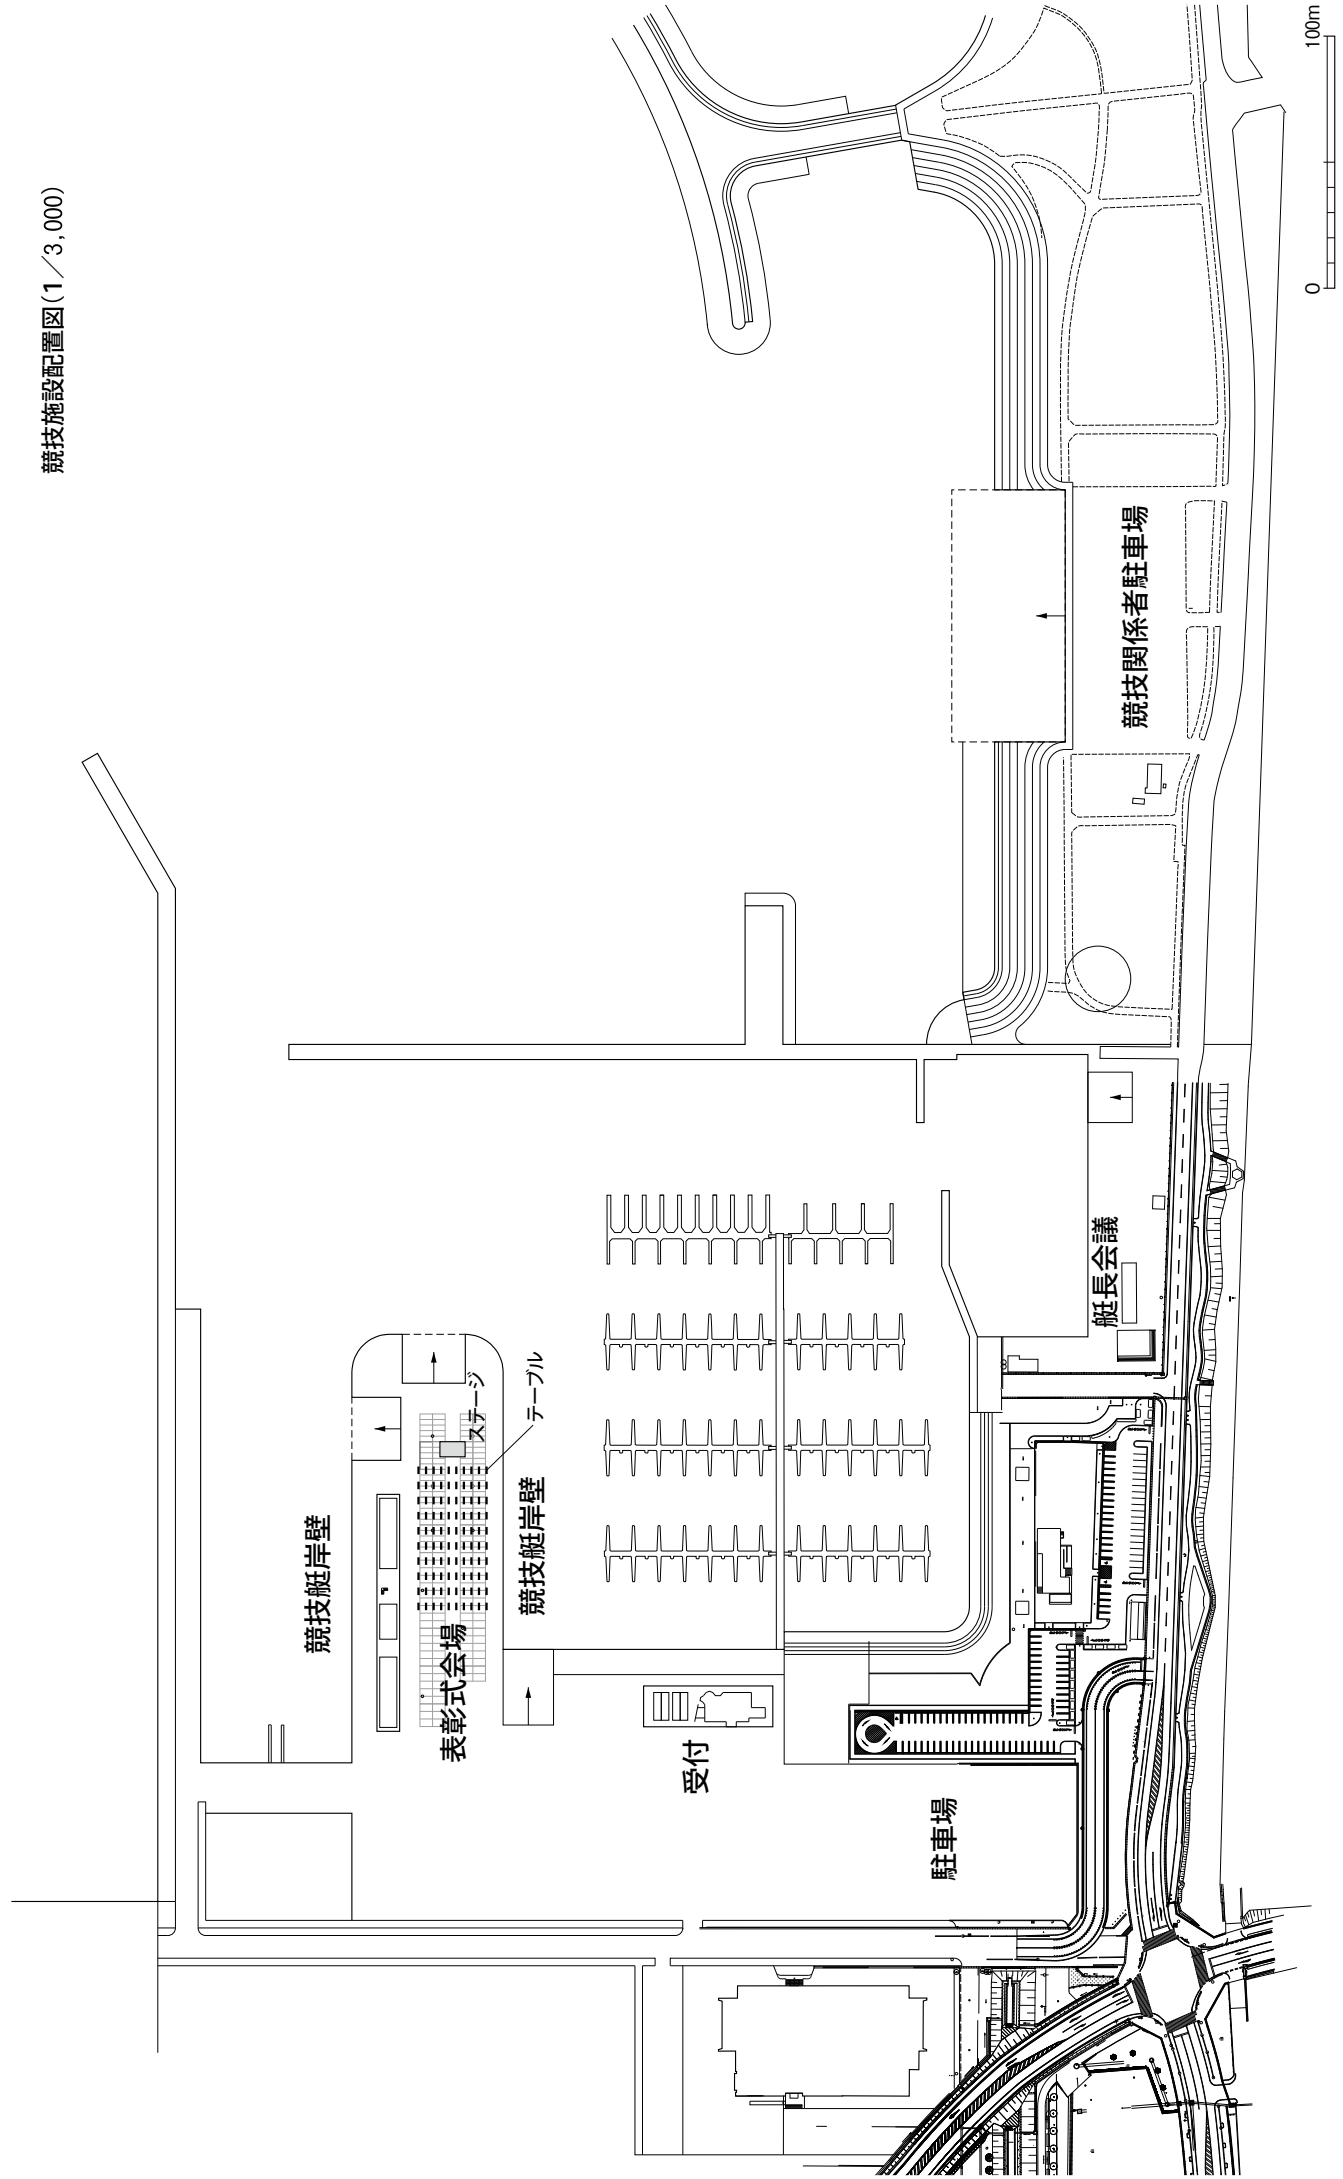 競技施設配置図(1／3,000)
競技艇岸壁
表彰式会場
ステージ
テーブル
競技艇岸壁
受付
駐車場
艇長会議
競技関係者駐車場
0
100m